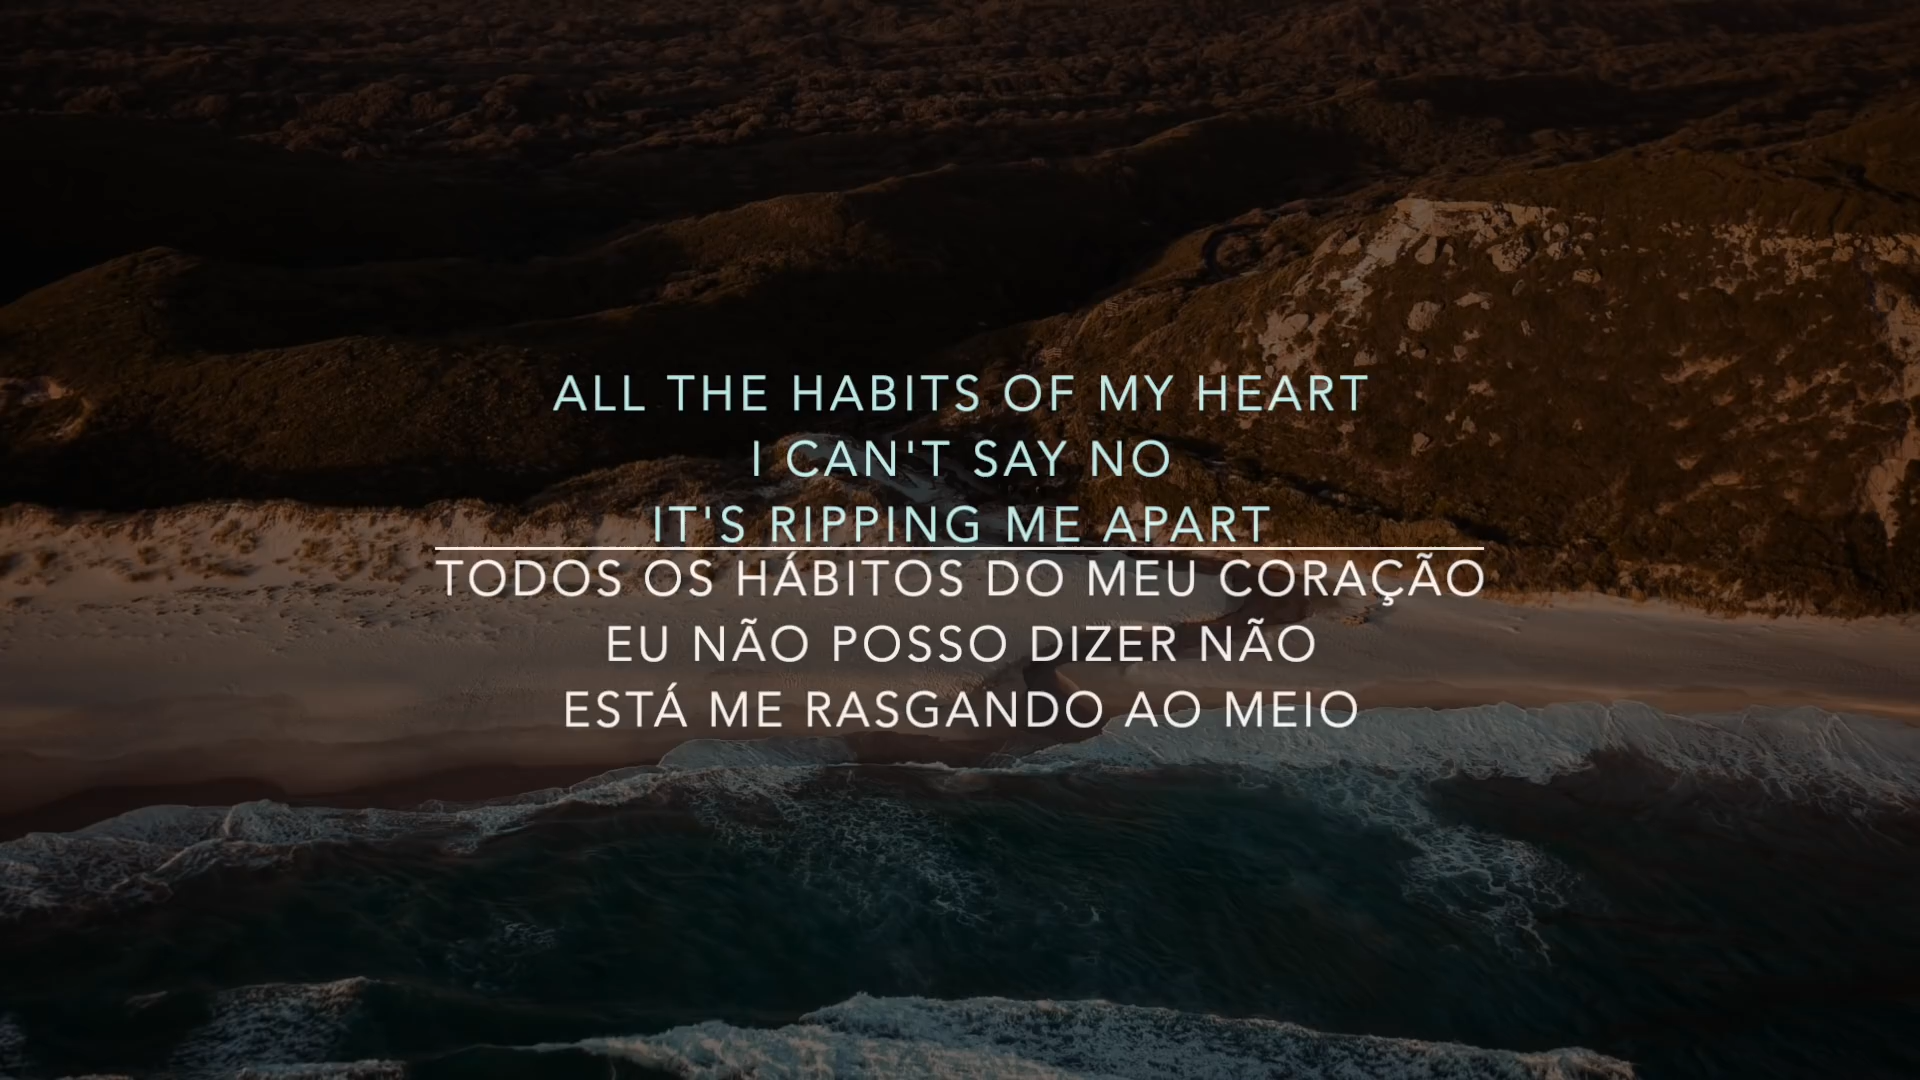 ALL THE HABITS OF MY HEART
I CAN'T SAY NO
IT'S RIPPING ME APART
TODOS OS HÁBITOS DO MEU CORAÇÃO
EU NÃO POSSO DIZER NÃO
ESTÁ ME RASGANDO AO MEIO